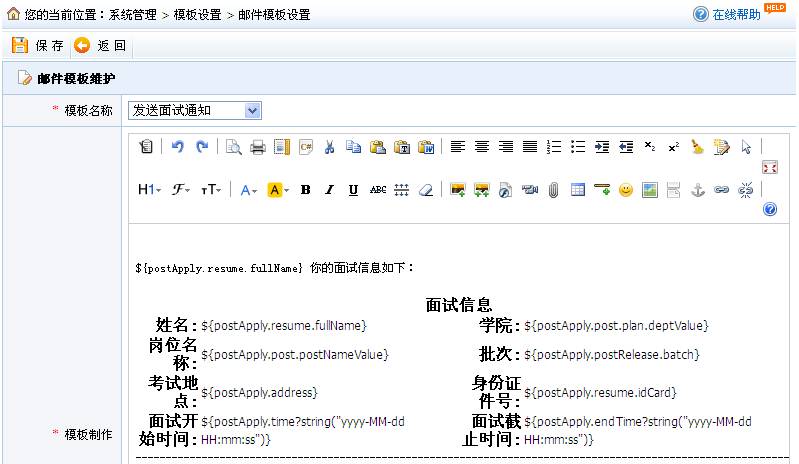 您的当前位置：系统管理 > 模板设置 > 邮件模板设置
在线帮助 HELP
保存 返回
邮件模板维护
* 模板名称 发送面试通知
${postApply.resume.fullName} 你的面试信息如下：
面试信息
姓名: ${postApply.resume.fullName} 学院: ${postApply.post.plan.deptValue}
岗位名
称: ${postApply.post.postNameValue} 批次: ${postApply.postRelease.batch}
考试地 身份证
点: ${postApply.address} 件号: ${postApply.resume.idCard}
面试开 ${postApply.time?string("yyyy-MM-dd 面试截 ${postApply.endTime?string("yyyy-MM-dd
* 模板制作 始时间: HH:mm:ss")} 止时间: HH:mm:ss")}